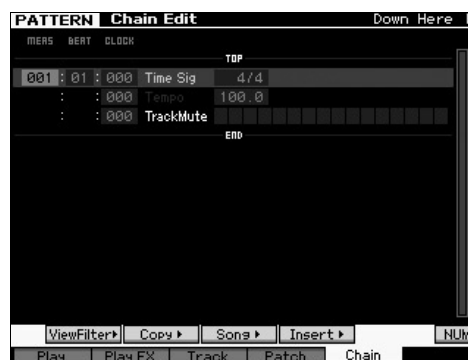 PATTERN Chain Edit Down Here
MEAS BEAT CLOCK
TOP
001 : 01 : 000 Time Sig 4/4
: : 000 Tempo 100.0
: : 000 TrackMute
END
ViewFilter▸ Copy▸ Song▸ Insert▸ NUM
Play Play FX Track Patch Chain